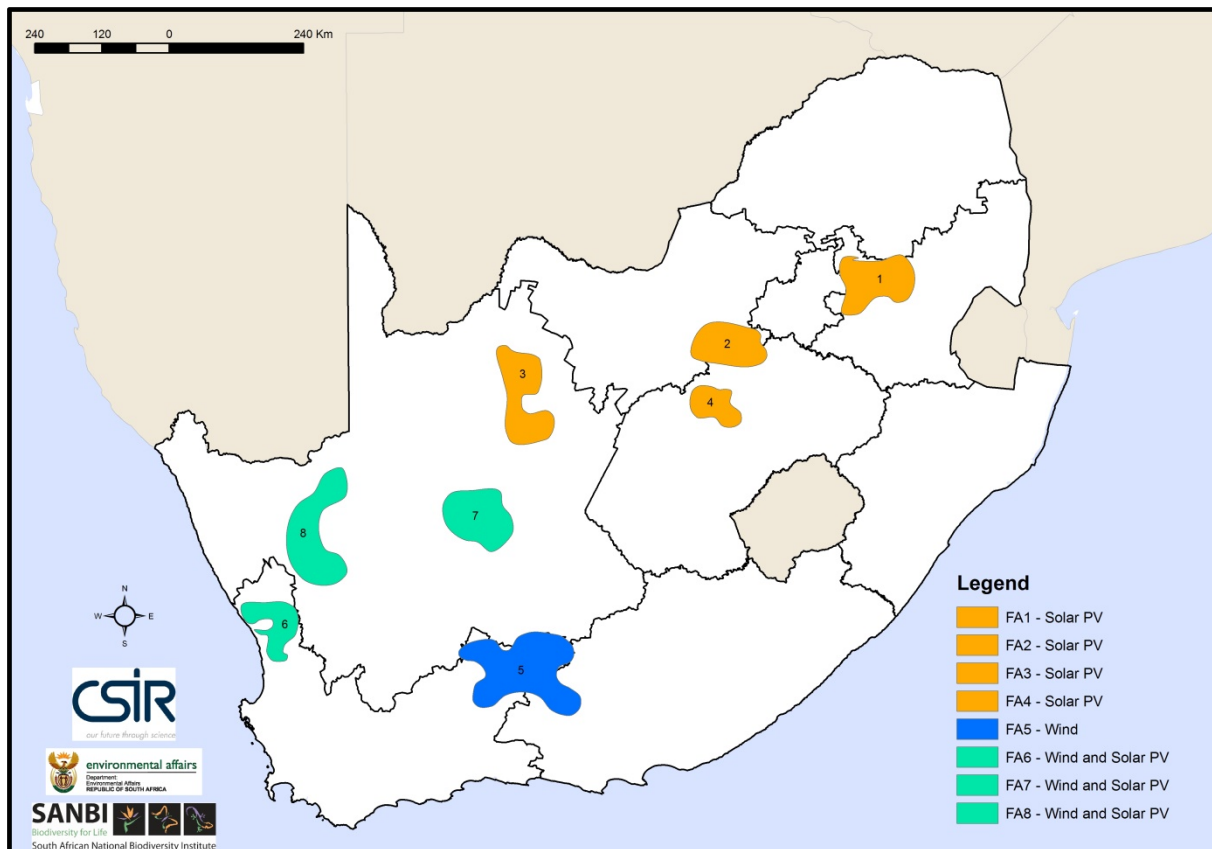 240 120 0 240 Km
1
2
3
4
8
7
6
5
N
W E
S
Legend
FA1 - Solar PV
FA2 - Solar PV
FA3 - Solar PV
FA4 - Solar PV
FA5 - Wind
FA6 - Wind and Solar PV
FA7 - Wind and Solar PV
FA8 - Wind and Solar PV
CSIR
our future through science
environmental affairs
Department
Environmental Affairs
REPUBLIC OF SOUTH AFRICA
SANBI
Biodiversity for Life
South African National Biodiversity Institute